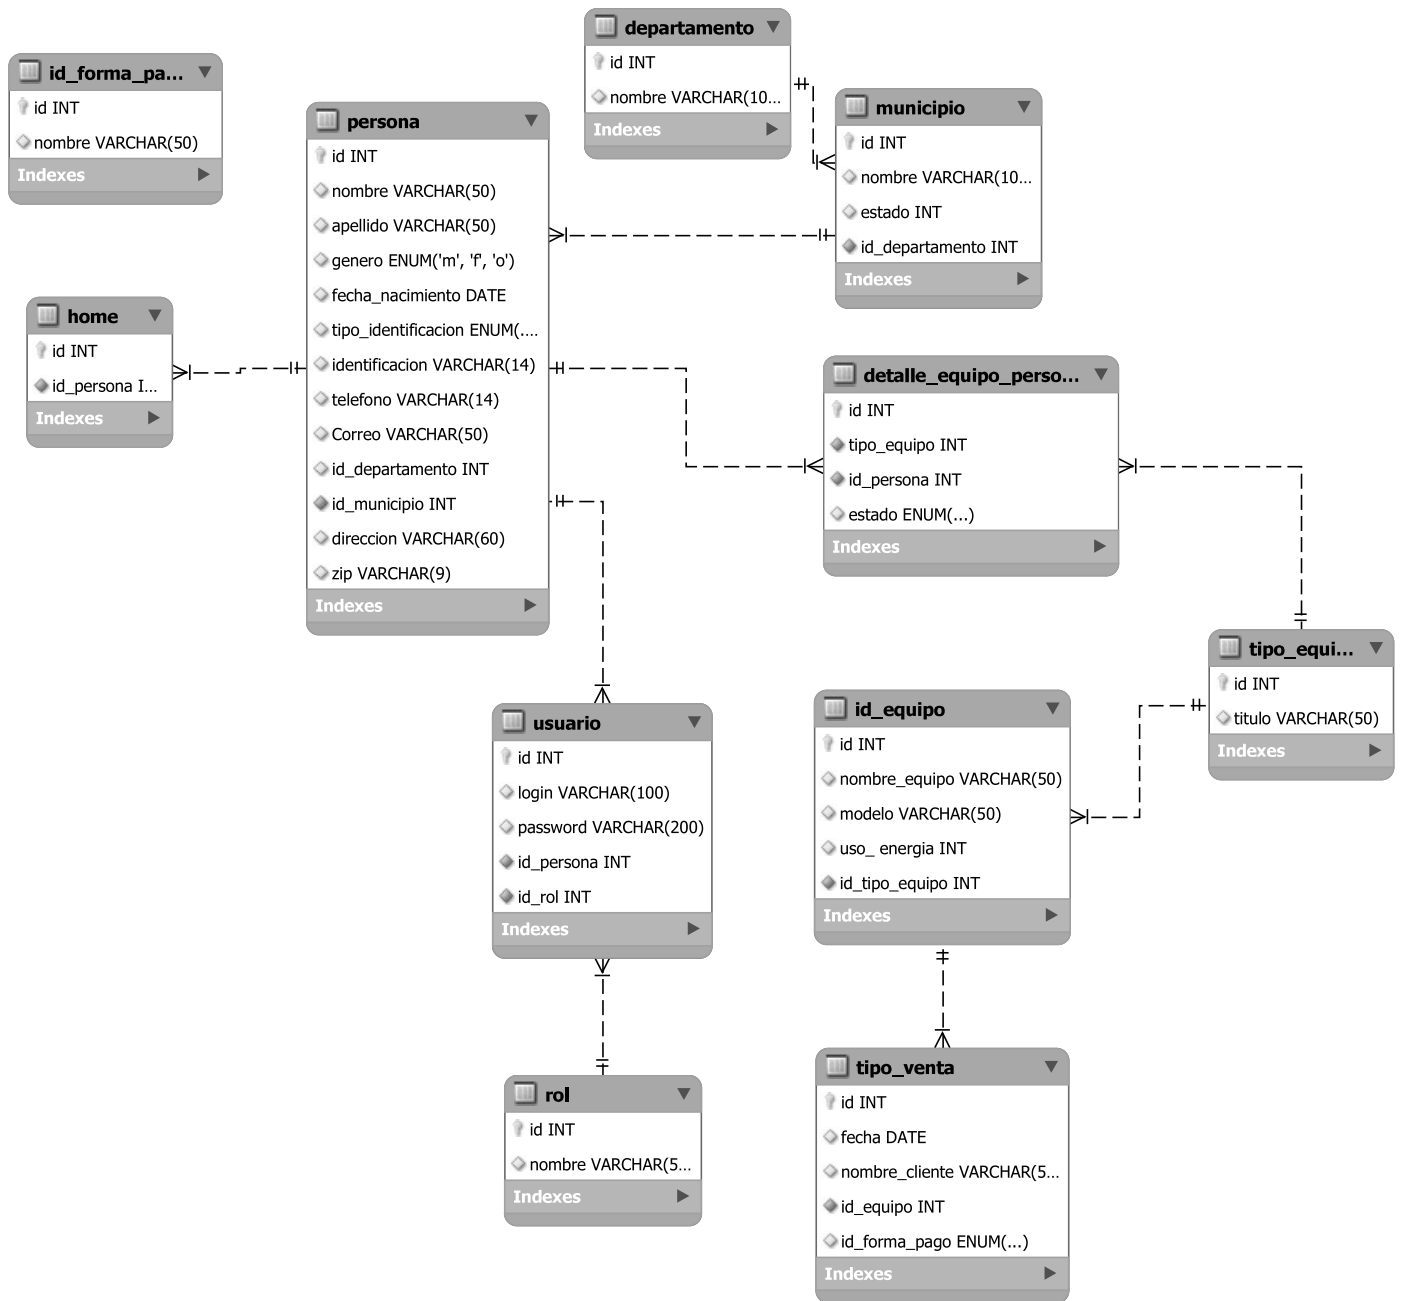 id_forma_pa...
id INT
nombre VARCHAR(50)
Indexes
persona
id INT
nombre VARCHAR(50)
apellido VARCHAR(50)
genero ENUM('m', 'f', 'o')
fecha_nacimiento DATE
tipo_identificacion ENUM(....
identificacion VARCHAR(14)
telefono VARCHAR(14)
Correo VARCHAR(50)
id_departamento INT
id_municipio INT
direccion VARCHAR(60)
zip VARCHAR(9)
Indexes
departamento
id INT
nombre VARCHAR(10...
Indexes
municipio
id INT
nombre VARCHAR(10...
estado INT
id_departamento INT
Indexes
home
id INT
id_persona I...
Indexes
detalle_equipo_perso...
id INT
tipo_equipo INT
id_persona INT
estado ENUM(...)
Indexes
tipo_equi...
id INT
titulo VARCHAR(50)
Indexes
usuario
id INT
login VARCHAR(100)
password VARCHAR(200)
id_persona INT
id_rol INT
Indexes
id_equipo
id INT
nombre_equipo VARCHAR(50)
modelo VARCHAR(50)
uso_ energia INT
id_tipo_equipo INT
Indexes
rol
id INT
nombre VARCHAR(5...
Indexes
tipo_venta
id INT
fecha DATE
nombre_cliente VARCHAR(5...
id_equipo INT
id_forma_pago ENUM(...)
Indexes